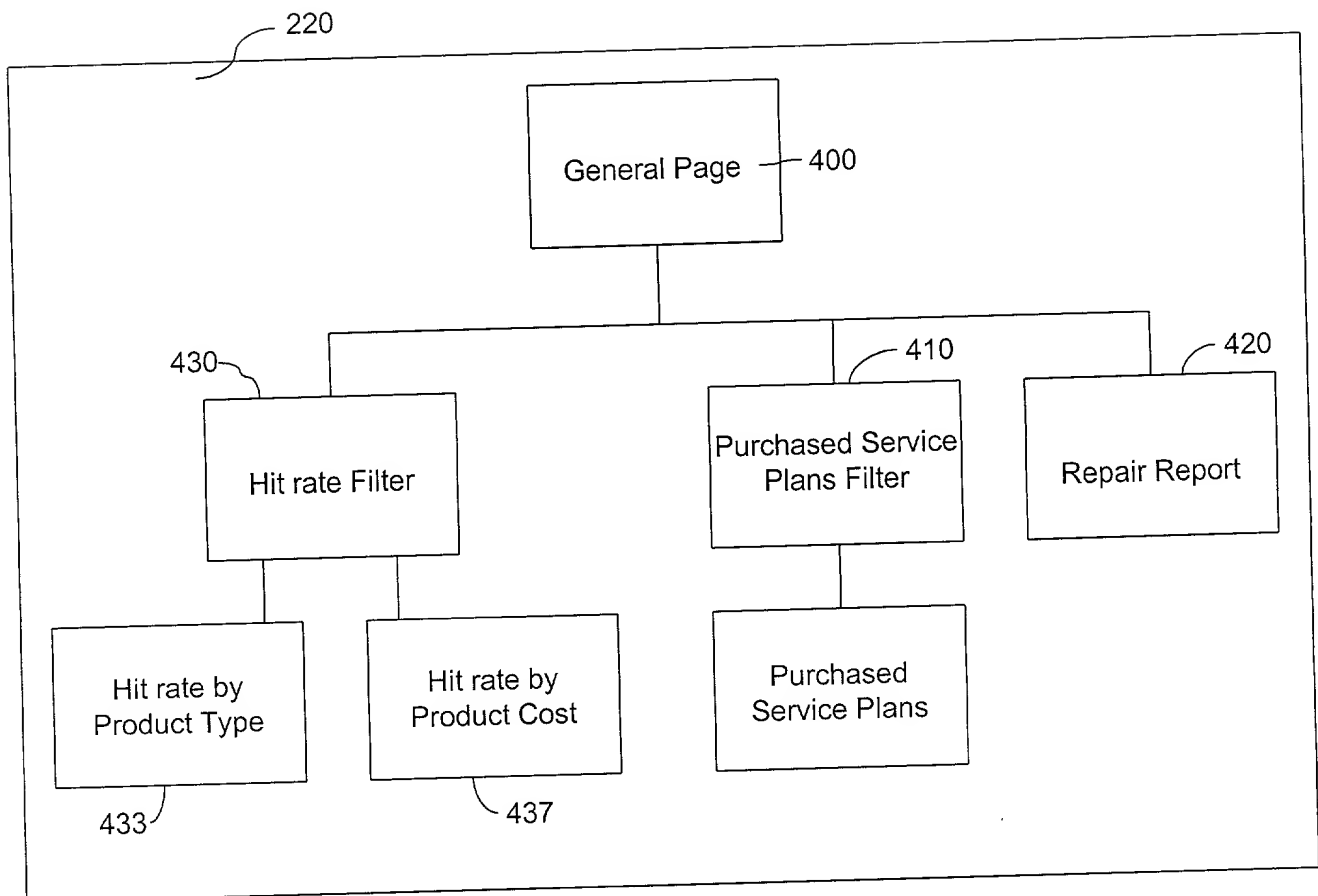 220
General Page
400
430
410
420
Hit rate Filter
Purchased Service
Plans Filter
Repair Report
Hit rate by
Product Type
Hit rate by
Product Cost
Purchased
Service Plans
433
437